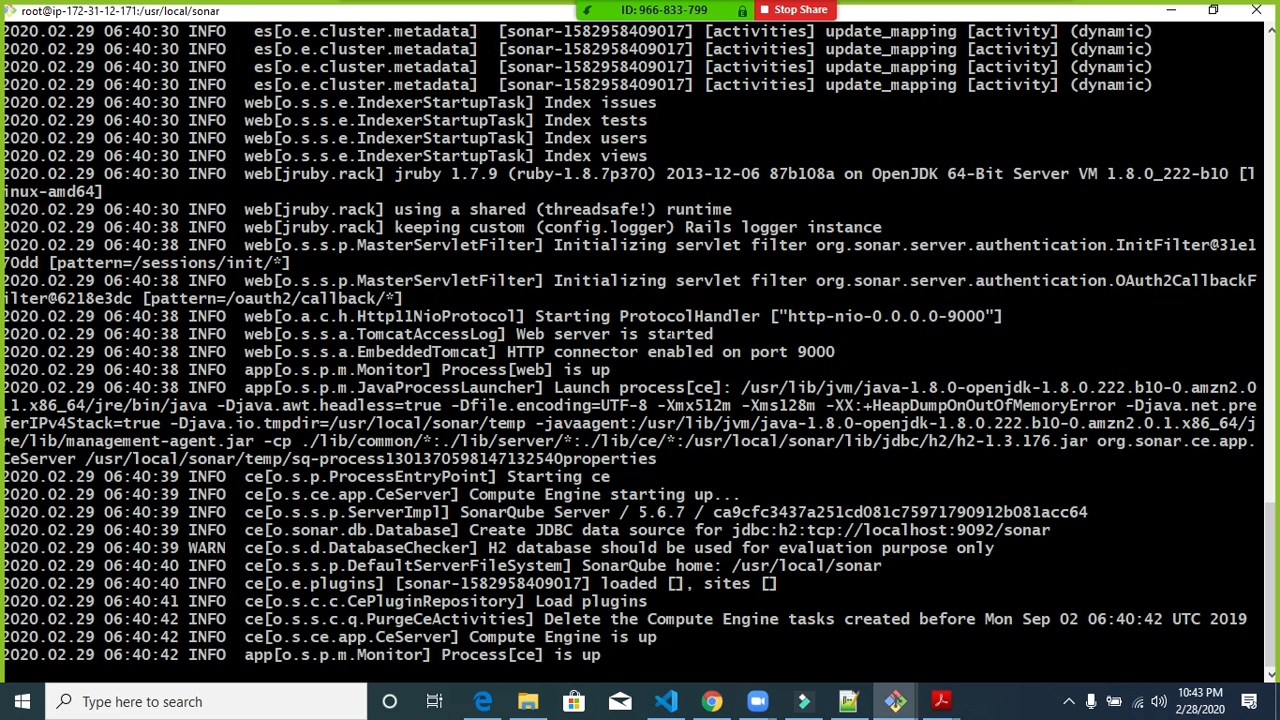 root@ip-172-31-12-171:/usr/local/sonar
ID: 966-833-799
Stop Share
2020.02.29 06:40:30 INFO  es[o.e.cluster.metadata]  [sonar-1582958409017] [activities] update_mapping [activity] (dynamic)
2020.02.29 06:40:30 INFO  es[o.e.cluster.metadata]  [sonar-1582958409017] [activities] update_mapping [activity] (dynamic)
2020.02.29 06:40:30 INFO  es[o.e.cluster.metadata]  [sonar-1582958409017] [activities] update_mapping [activity] (dynamic)
2020.02.29 06:40:30 INFO  es[o.e.cluster.metadata]  [sonar-1582958409017] [activities] update_mapping [activity] (dynamic)
2020.02.29 06:40:30 INFO  web[o.s.s.e.IndexerStartupTask] Index issues
2020.02.29 06:40:30 INFO  web[o.s.s.e.IndexerStartupTask] Index tests
2020.02.29 06:40:30 INFO  web[o.s.s.e.IndexerStartupTask] Index users
2020.02.29 06:40:30 INFO  web[o.s.s.e.IndexerStartupTask] Index views
2020.02.29 06:40:30 INFO  web[jruby.rack] jruby 1.7.9 (ruby-1.8.7p370) 2013-12-06 87b108a on OpenJDK 64-Bit Server VM 1.8.0_222-b10 [l
inux-amd64]
2020.02.29 06:40:30 INFO  web[jruby.rack] using a shared (threadsafe!) runtime
2020.02.29 06:40:38 INFO  web[jruby.rack] keeping custom (config.logger) Rails logger instance
2020.02.29 06:40:38 INFO  web[o.s.s.p.MasterServletFilter] Initializing servlet filter org.sonar.server.authentication.InitFilter@31e1
70dd [pattern=/sessions/init/*]
2020.02.29 06:40:38 INFO  web[o.s.s.p.MasterServletFilter] Initializing servlet filter org.sonar.server.authentication.OAuth2CallbackF
ilter@6218e3dc [pattern=/oauth2/callback/*]
2020.02.29 06:40:38 INFO  web[o.a.c.h.Http11NioProtocol] Starting ProtocolHandler ["http-nio-0.0.0.0-9000"]
2020.02.29 06:40:38 INFO  web[o.s.s.a.TomcatAccessLog] Web server is started
2020.02.29 06:40:38 INFO  web[o.s.s.a.EmbeddedTomcat] HTTP connector enabled on port 9000
2020.02.29 06:40:38 INFO  app[o.s.p.m.Monitor] Process[web] is up
2020.02.29 06:40:38 INFO  app[o.s.p.m.JavaProcessLauncher] Launch process[ce]: /usr/lib/jvm/java-1.8.0-openjdk-1.8.0.222.b10-0.amzn2.0
.1.x86_64/jre/bin/java -Djava.awt.headless=true -Dfile.encoding=UTF-8 -Xmx512m -Xms128m -XX:+HeapDumpOnOutOfMemoryError -Djava.net.pre
ferIPv4Stack=true -Djava.io.tmpdir=/usr/local/sonar/temp -javaagent:/usr/lib/jvm/java-1.8.0-openjdk-1.8.0.222.b10-0.amzn2.0.1.x86_64/j
re/lib/management-agent.jar -cp ./lib/common/*:./lib/server/*:./lib/ce/*:/usr/local/sonar/lib/jdbc/h2/h2-1.3.176.jar org.sonar.ce.app.
CeServer /usr/local/sonar/temp/sq-process1301370598147132540properties
2020.02.29 06:40:39 INFO  ce[o.s.p.ProcessEntryPoint] Starting ce
2020.02.29 06:40:39 INFO  ce[o.s.ce.app.CeServer] Compute Engine starting up...
2020.02.29 06:40:39 INFO  ce[o.s.s.p.ServerImpl] SonarQube Server / 5.6.7 / ca9cfc3437a251cd081c75971790912b081acc64
2020.02.29 06:40:39 INFO  ce[o.sonar.db.Database] Create JDBC data source for jdbc:h2:tcp://localhost:9092/sonar
2020.02.29 06:40:40 WARN  ce[o.s.d.DatabaseChecker] H2 database should be used for evaluation purpose only
2020.02.29 06:40:40 INFO  ce[o.s.s.p.DefaultServerFileSystem] SonarQube home: /usr/local/sonar
2020.02.29 06:40:40 INFO  ce[o.e.plugins] [sonar-1582958409017] loaded [], sites []
2020.02.29 06:40:41 INFO  ce[o.s.c.c.CePluginRepository] Load plugins
2020.02.29 06:40:42 INFO  ce[o.s.s.c.q.PurgeCeActivities] Delete the Compute Engine tasks created before Mon Sep 02 06:40:42 UTC 2019
2020.02.29 06:40:42 INFO  ce[o.s.ce.app.CeServer] Compute Engine is up
2020.02.29 06:40:42 INFO  app[o.s.p.m.Monitor] Process[ce] is up
Type here to search
10:43 PM
2/28/2020